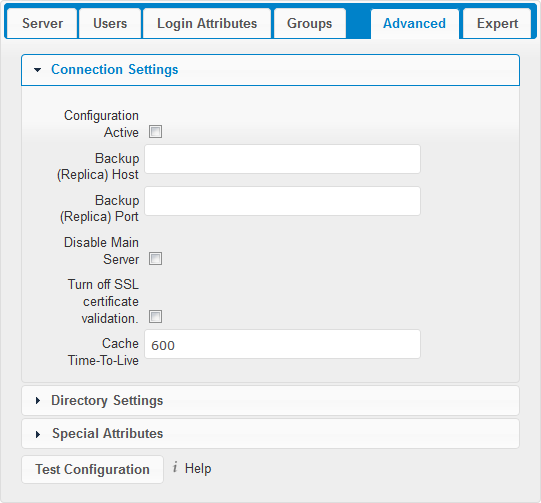 Server Users Login Attributes Groups Advanced Expert
Connection Settings
Configuration
Active
Backup
(Replica) Host
Backup
(Replica) Port
Disable Main
Server
Turn off SSL
certificate
validation.
Cache
Time-To-Live
600
Directory Settings
Special Attributes
Test Configuration i Help